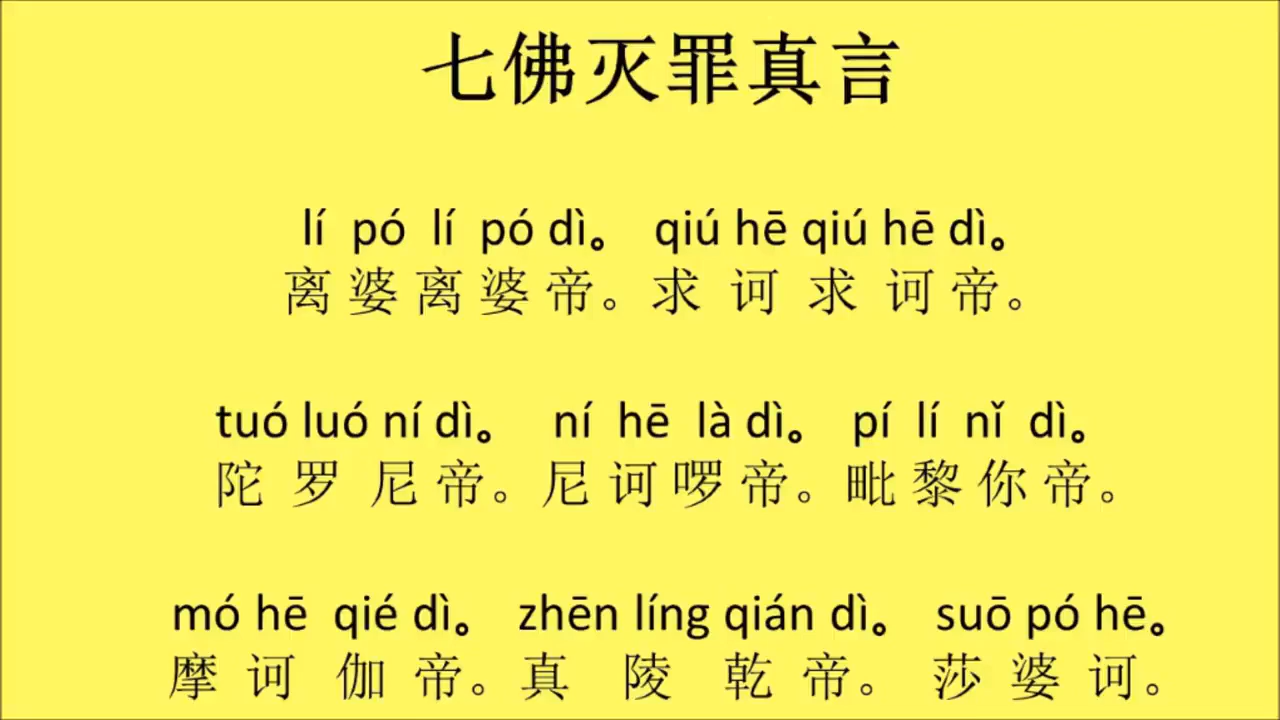 七佛灭罪真言
lí pó lí pó dì。 qiú hē qiú hē dì。
离婆离婆帝。求诃求诃帝。
tuó luó ní dì。 ní hē là dì。 pí lí nǐ dì。
陀罗尼帝。尼诃啰帝。毗黎你帝。
mó hē qié dì。 zhēn líng qián dì。 suō pó hē。
摩诃伽帝。真陵乾帝。莎婆诃。